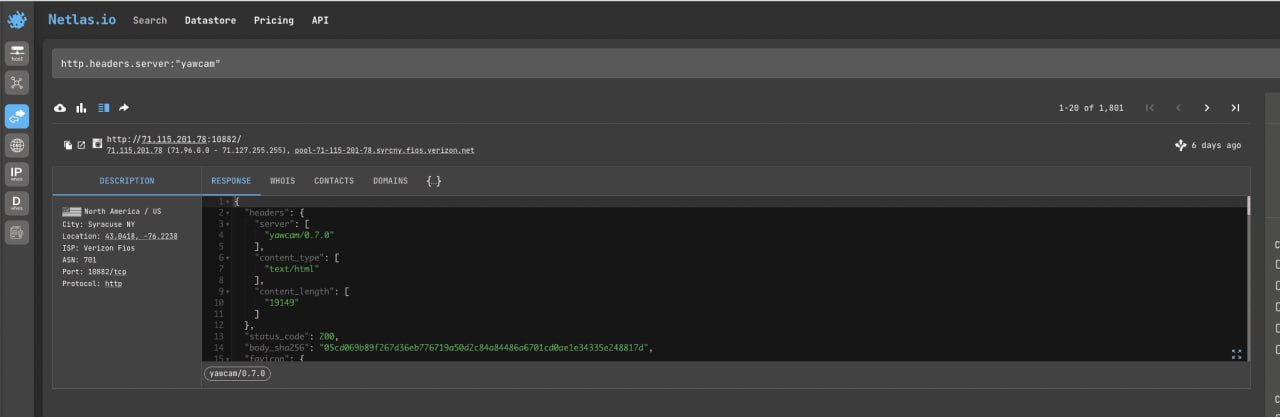 Netlas.io Search Datastore Pricing API
host
http.headers.server:"yawcam"
1-20 of 1,801
http://71.115.201.78:10882/
71.115.201.78 (71.96.0.0 - 71.127.255.255), pool-71-115-201-78.syrcny.fios.verizon.net
6 days ago
DESCRIPTION
RESPONSE WHOIS CONTACTS DOMAINS {..}
North America / US
City: Syracuse NY
Location: 43.0418, -76.2238
ISP: Verizon Fios
ASN: 701
Port: 10882/tcp
Protocol: http
1 {
2 "headers": {
3 "server": [
4 "yawcam/0.7.0"
5 ],
6 "content_type": [
7 "text/html"
8 ],
9 "content_length": [
10 "19149"
11 ]
12 },
13 "status_code": 200,
14 "body_sha256": "05cd069b89f267d36eb776719a50d2c84a84486a6701cd0ae1e34335e248817d",
15 "favicon": {
yawcam/0.7.0
IP
D